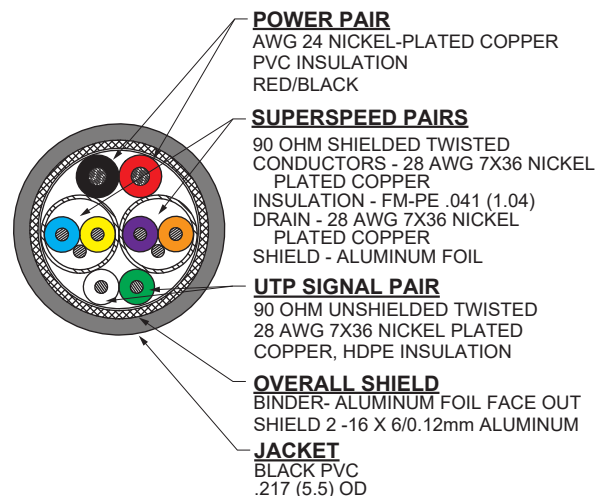 POWER PAIR
AWG 24 NICKEL-PLATED COPPER
PVC INSULATION
RED/BLACK
SUPERSPEED PAIRS
90 OHM SHIELDED TWISTED
CONDUCTORS - 28 AWG 7X36 NICKEL
PLATED COPPER
INSULATION - FM-PE .041 (1.04)
DRAIN - 28 AWG 7X36 NICKEL
PLATED COPPER
SHIELD - ALUMINUM FOIL
UTP SIGNAL PAIR
90 OHM UNSHIELDED TWISTED
28 AWG 7X36 NICKEL PLATED
COPPER, HDPE INSULATION
OVERALL SHIELD
BINDER- ALUMINUM FOIL FACE OUT
SHIELD 2 -16 X 6/0.12mm ALUMINUM
JACKET
BLACK PVC
.217 (5.5) OD